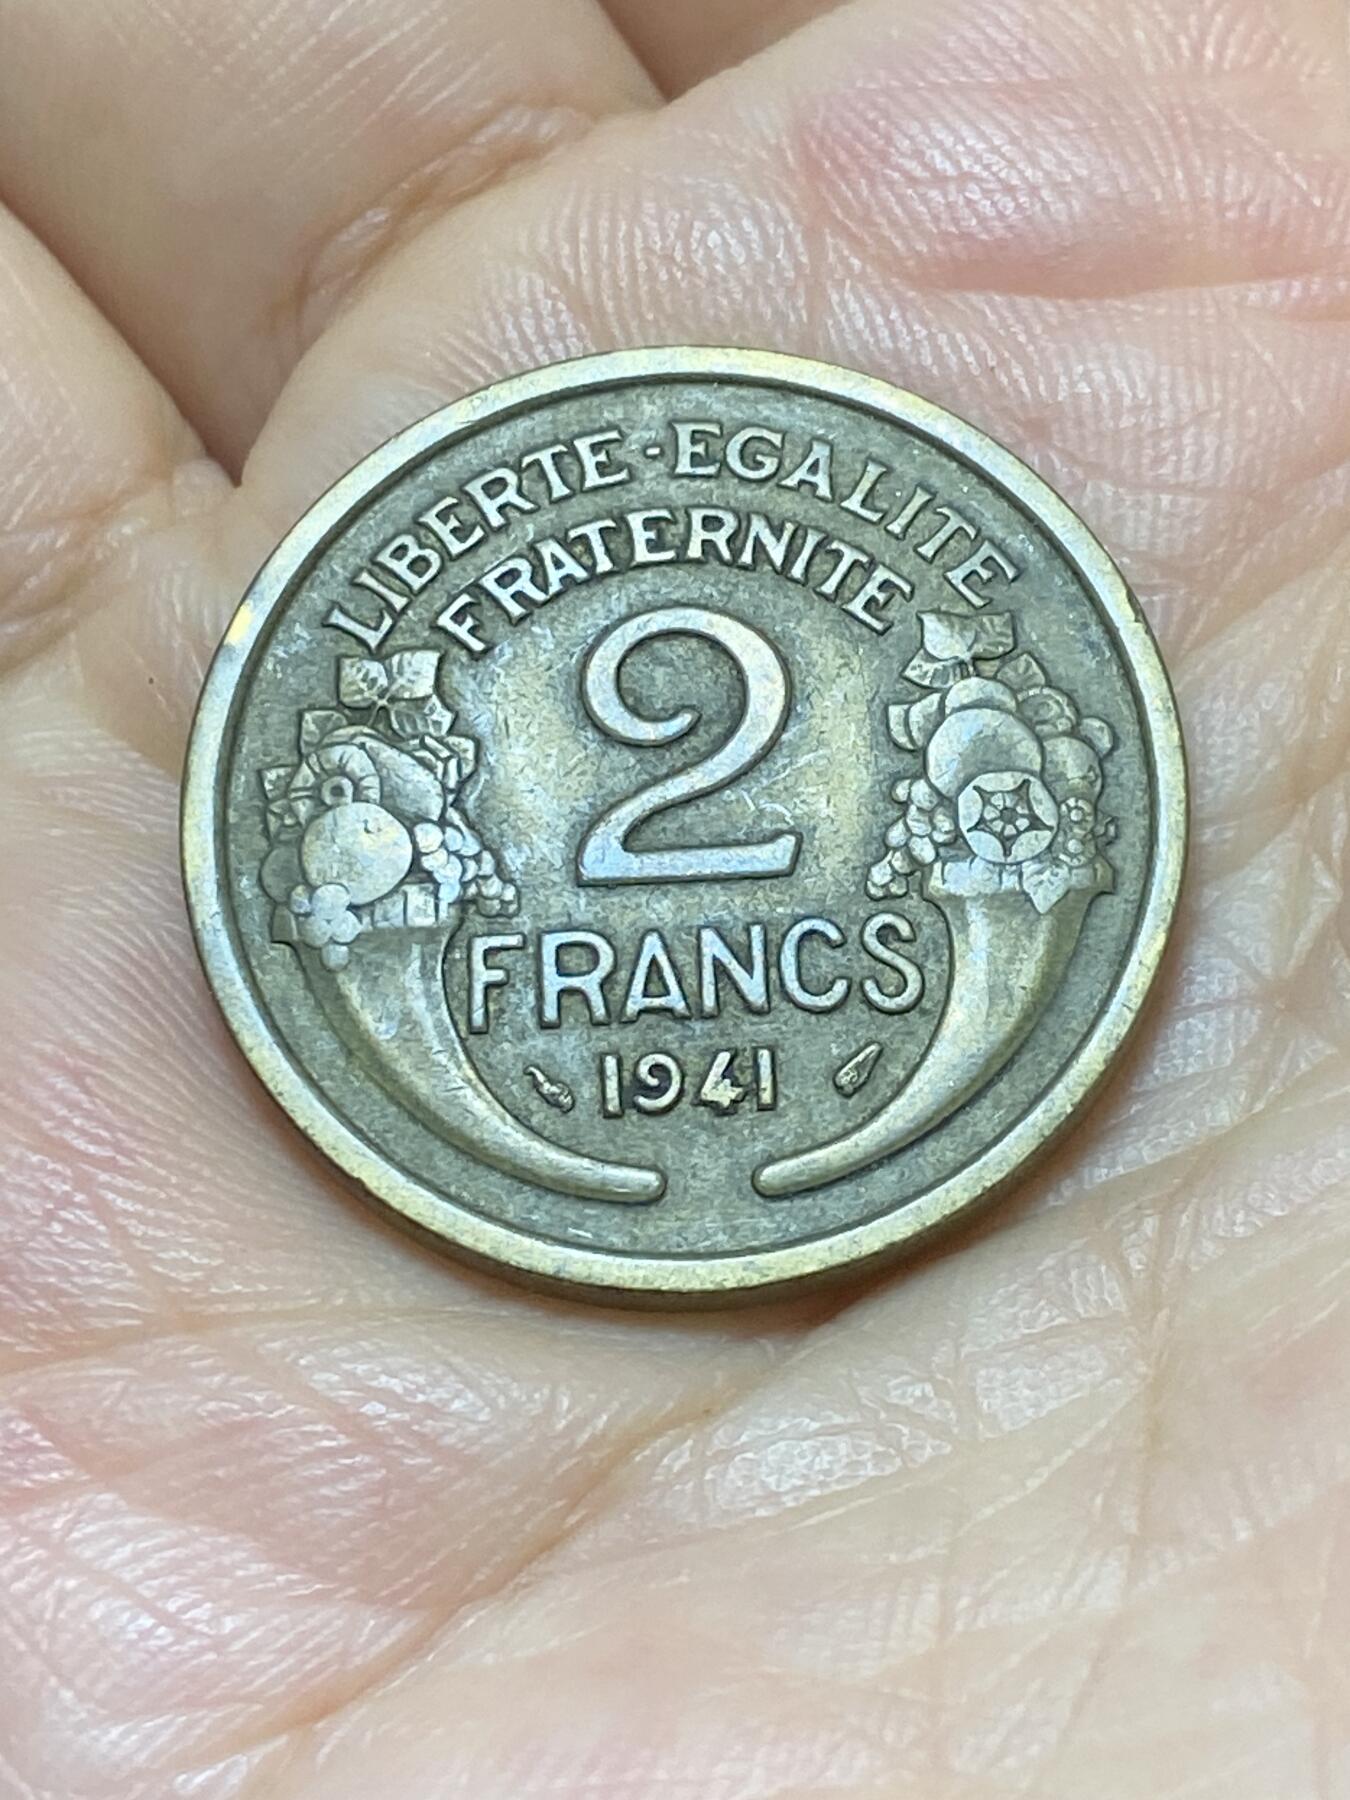 LIBERTE·EGALITE
FRATERNITE
2
FRANCS
1941